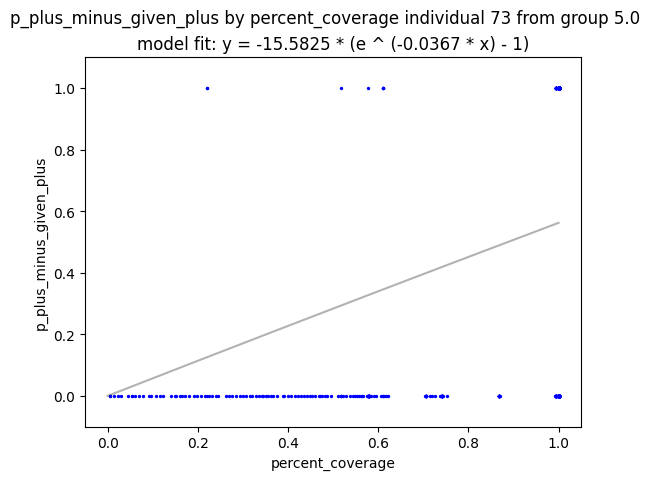 p_plus_minus_given_plus by percent_coverage individual 73 from group 5.0
model fit: y = -15.5825 * (e ^ (-0.0367 * x) - 1)
1.0
0.8
0.6
0.4
0.2
0.0
p_plus_minus_given_plus
0.0 0.2 0.4 0.6 0.8 1.0
percent_coverage